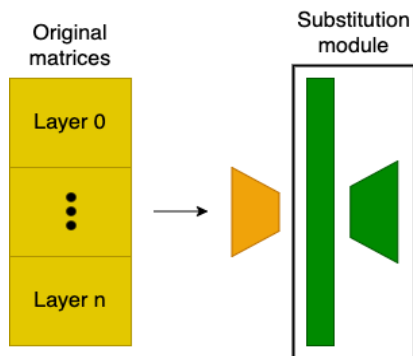 Original
matrices
Layer 0
Layer n
Substitution
module